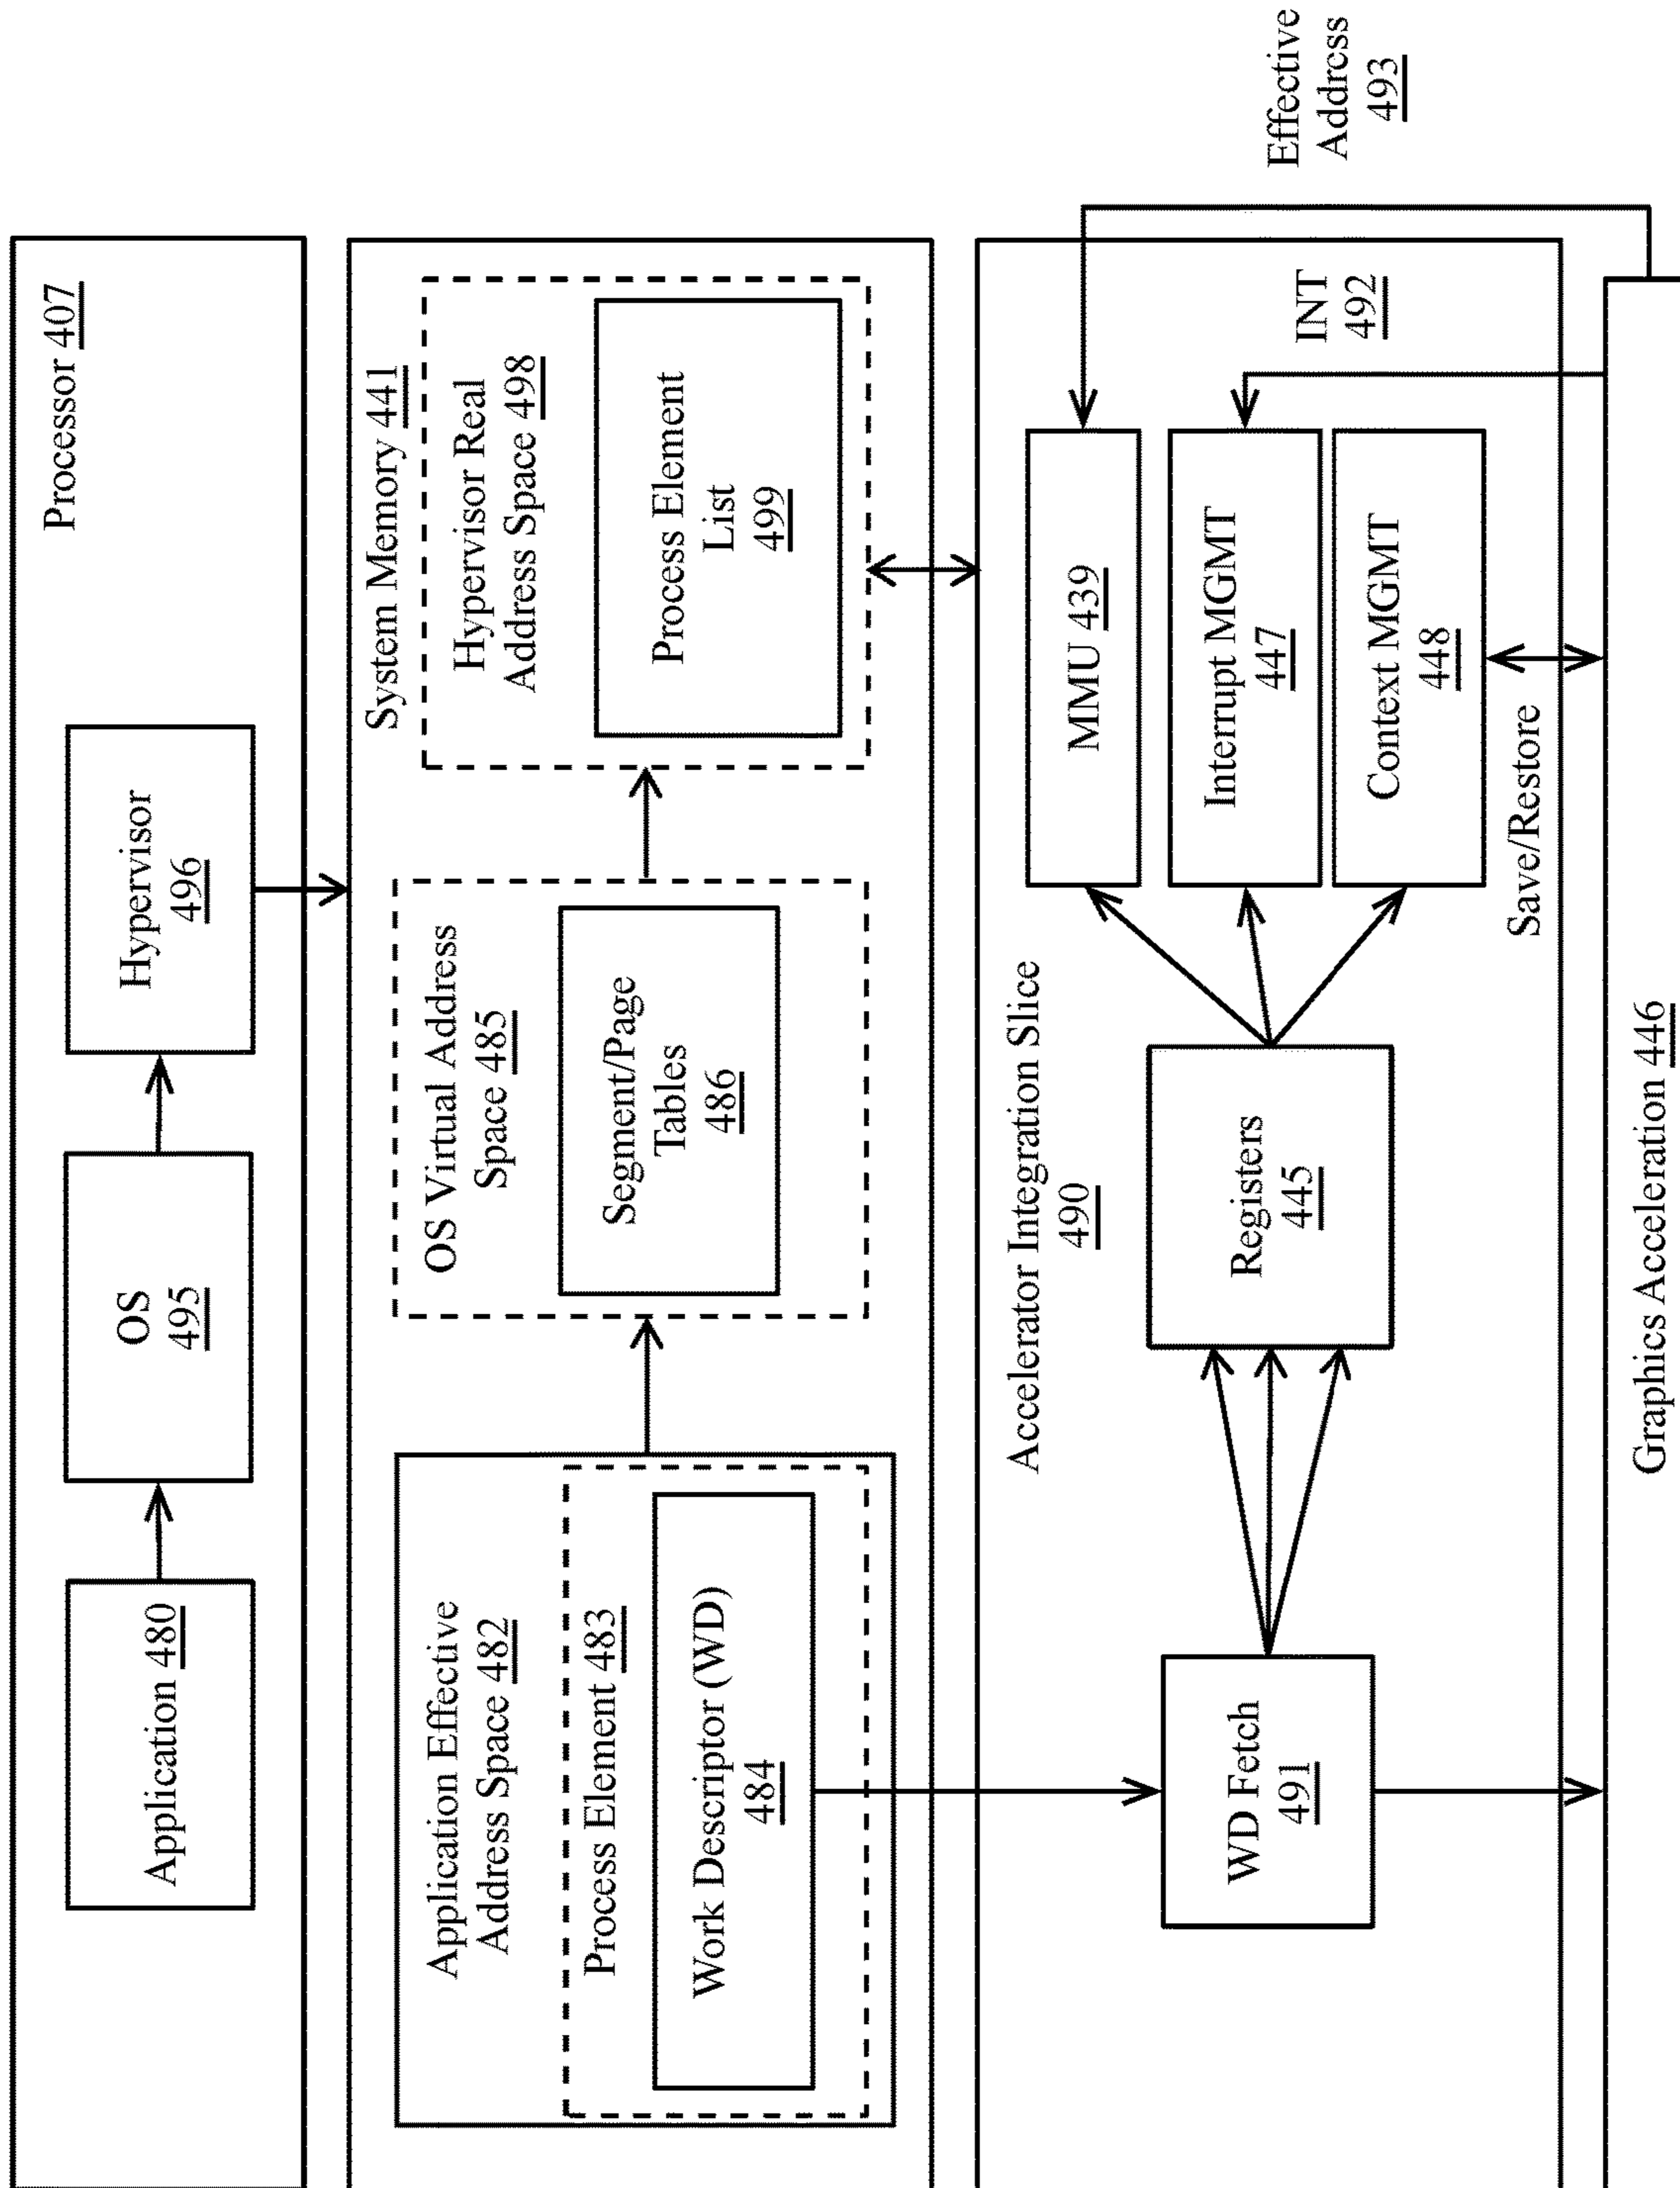 Processor 407
Application 480
OS
495
Hypervisor
496
System Memory 441
Application Effective
Address Space 482
Process Element 483
Work Descriptor (WD)
484
OS Virtual Address
Space 485
Segment/Page
Tables
486
Hypervisor Real
Address Space 498
Process Element
List
499
Accelerator Integration Slice
490
WD Fetch
491
Registers
445
MMU 439
Interrupt MGMT
447
Context MGMT
448
Save/Restore
INT
492
Effective
Address
493
Graphics Acceleration 446